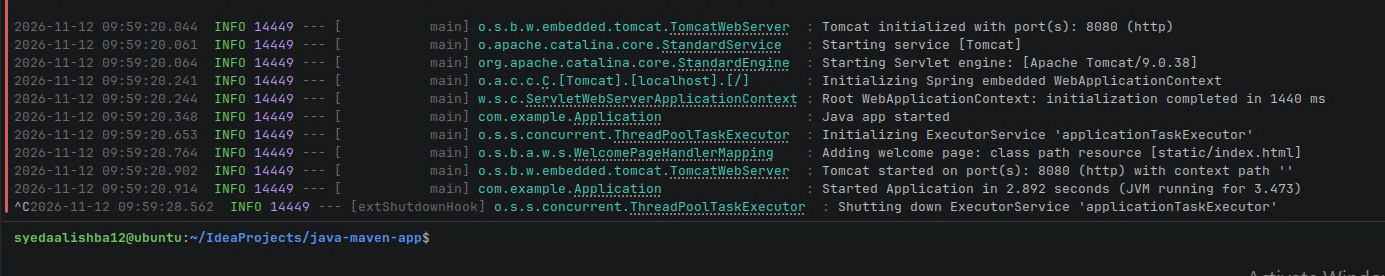 2026-11-12 09:59:20.044  INFO 14449 --- [           main] o.s.b.w.embedded.tomcat.TomcatWebServer  : Tomcat initialized with port(s): 8080 (http)
2026-11-12 09:59:20.061  INFO 14449 --- [           main] o.apache.catalina.core.StandardService   : Starting service [Tomcat]
2026-11-12 09:59:20.064  INFO 14449 --- [           main] org.apache.catalina.core.StandardEngine  : Starting Servlet engine: [Apache Tomcat/9.0.38]
2026-11-12 09:59:20.241  INFO 14449 --- [           main] o.a.c.c.C.[Tomcat].[localhost].[/]       : Initializing Spring embedded WebApplicationContext
2026-11-12 09:59:20.244  INFO 14449 --- [           main] w.s.c.ServletWebServerApplicationContext : Root WebApplicationContext: initialization completed in 1440 ms
2026-11-12 09:59:20.348  INFO 14449 --- [           main] com.example.Application                  : Java app started
2026-11-12 09:59:20.653  INFO 14449 --- [           main] o.s.s.concurrent.ThreadPoolTaskExecutor  : Initializing ExecutorService 'applicationTaskExecutor'
2026-11-12 09:59:20.764  INFO 14449 --- [           main] o.s.b.a.w.s.WelcomePageHandlerMapping    : Adding welcome page: class path resource [static/index.html]
2026-11-12 09:59:20.902  INFO 14449 --- [           main] o.s.b.w.embedded.tomcat.TomcatWebServer  : Tomcat started on port(s): 8080 (http) with context path ''
2026-11-12 09:59:20.914  INFO 14449 --- [           main] com.example.Application                  : Started Application in 2.892 seconds (JVM running for 3.473)
^C2026-11-12 09:59:28.562  INFO 14449 --- [extShutdownHook] o.s.s.concurrent.ThreadPoolTaskExecutor  : Shutting down ExecutorService 'applicationTaskExecutor'
syedaalishba12@ubuntu:~/IdeaProjects/java-maven-app$